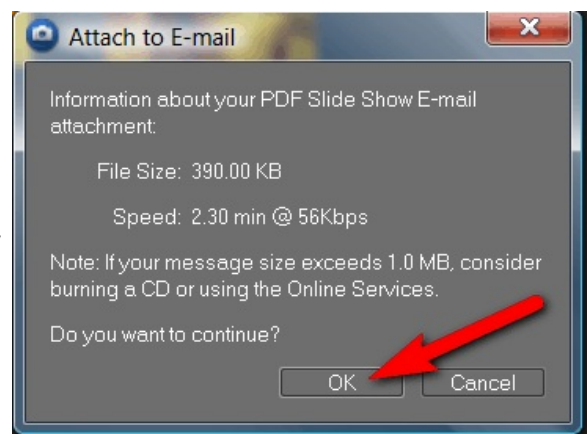 Attach to E-mail
Information about your PDF Slide Show E-mail
attachment:
File Size: 390.00 KB
Speed: 2.30 min @ 56Kbps
Note: If your message size exceeds 1.0 MB, consider
burning a CD or using the Online Services.
Do you want to continue?
OK Cancel